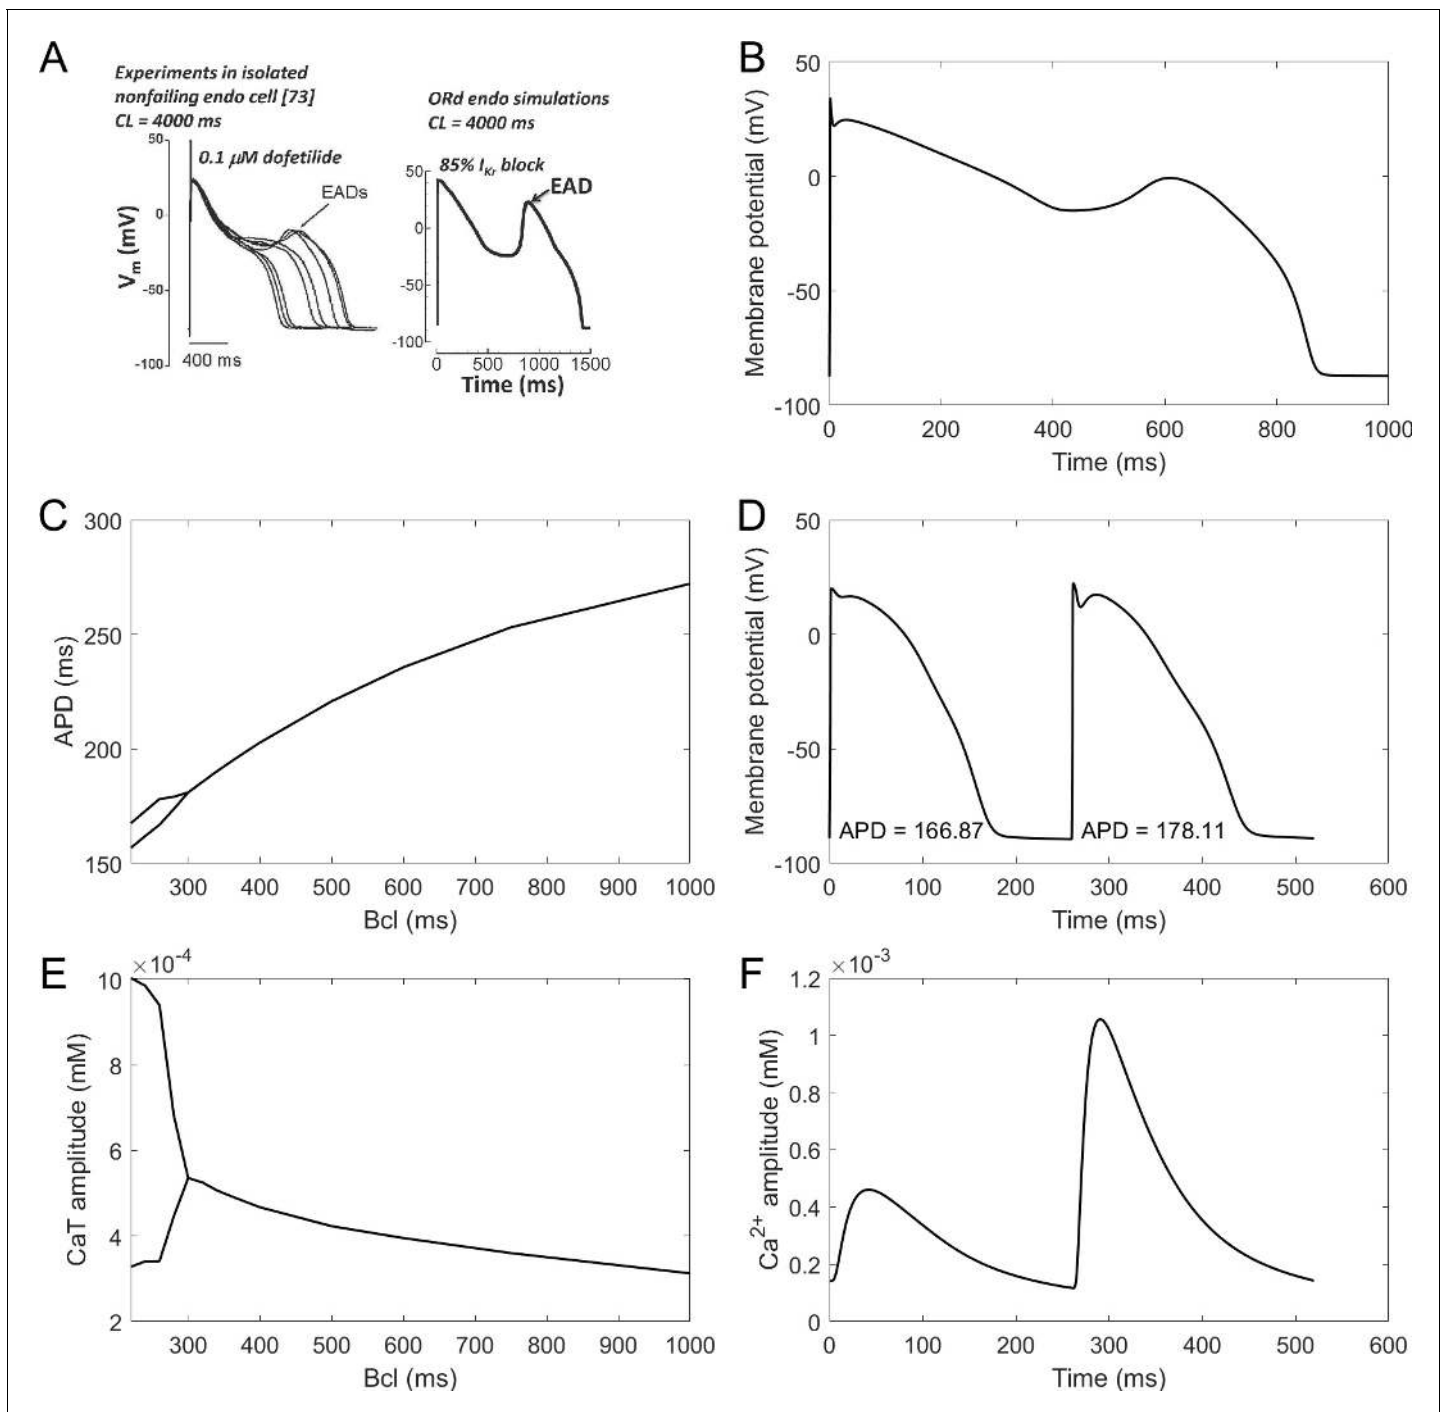 A
Experiments in isolated
nonfailing endo cell [73]
CL = 4000 ms
50
0
-50
-100
V_m (mV)
0.1 µM dofetilide
EADs
400 ms
ORd endo simulations
CL = 4000 ms
85% I_Kr block
EAD
50
0
-50
-100
0 500 1000 1500
Time (ms)
B
50
0
-50
-100
Membrane potential (mV)
0 200 400 600 800 1000
Time (ms)
C
300
250
200
150
APD (ms)
300 400 500 600 700 800 900 1000
Bcl (ms)
D
50
0
-50
-100
Membrane potential (mV)
APD = 166.87 APD = 178.11
0 100 200 300 400 500 600
Time (ms)
E
×10⁻⁴
10
8
6
4
2
CaT amplitude (mM)
300 400 500 600 700 800 900 1000
Bcl (ms)
F
×10⁻³
1.2
1
0.8
0.6
0.4
0.2
0
Ca²⁺ amplitude (mM)
0 100 200 300 400 500 600
Time (ms)